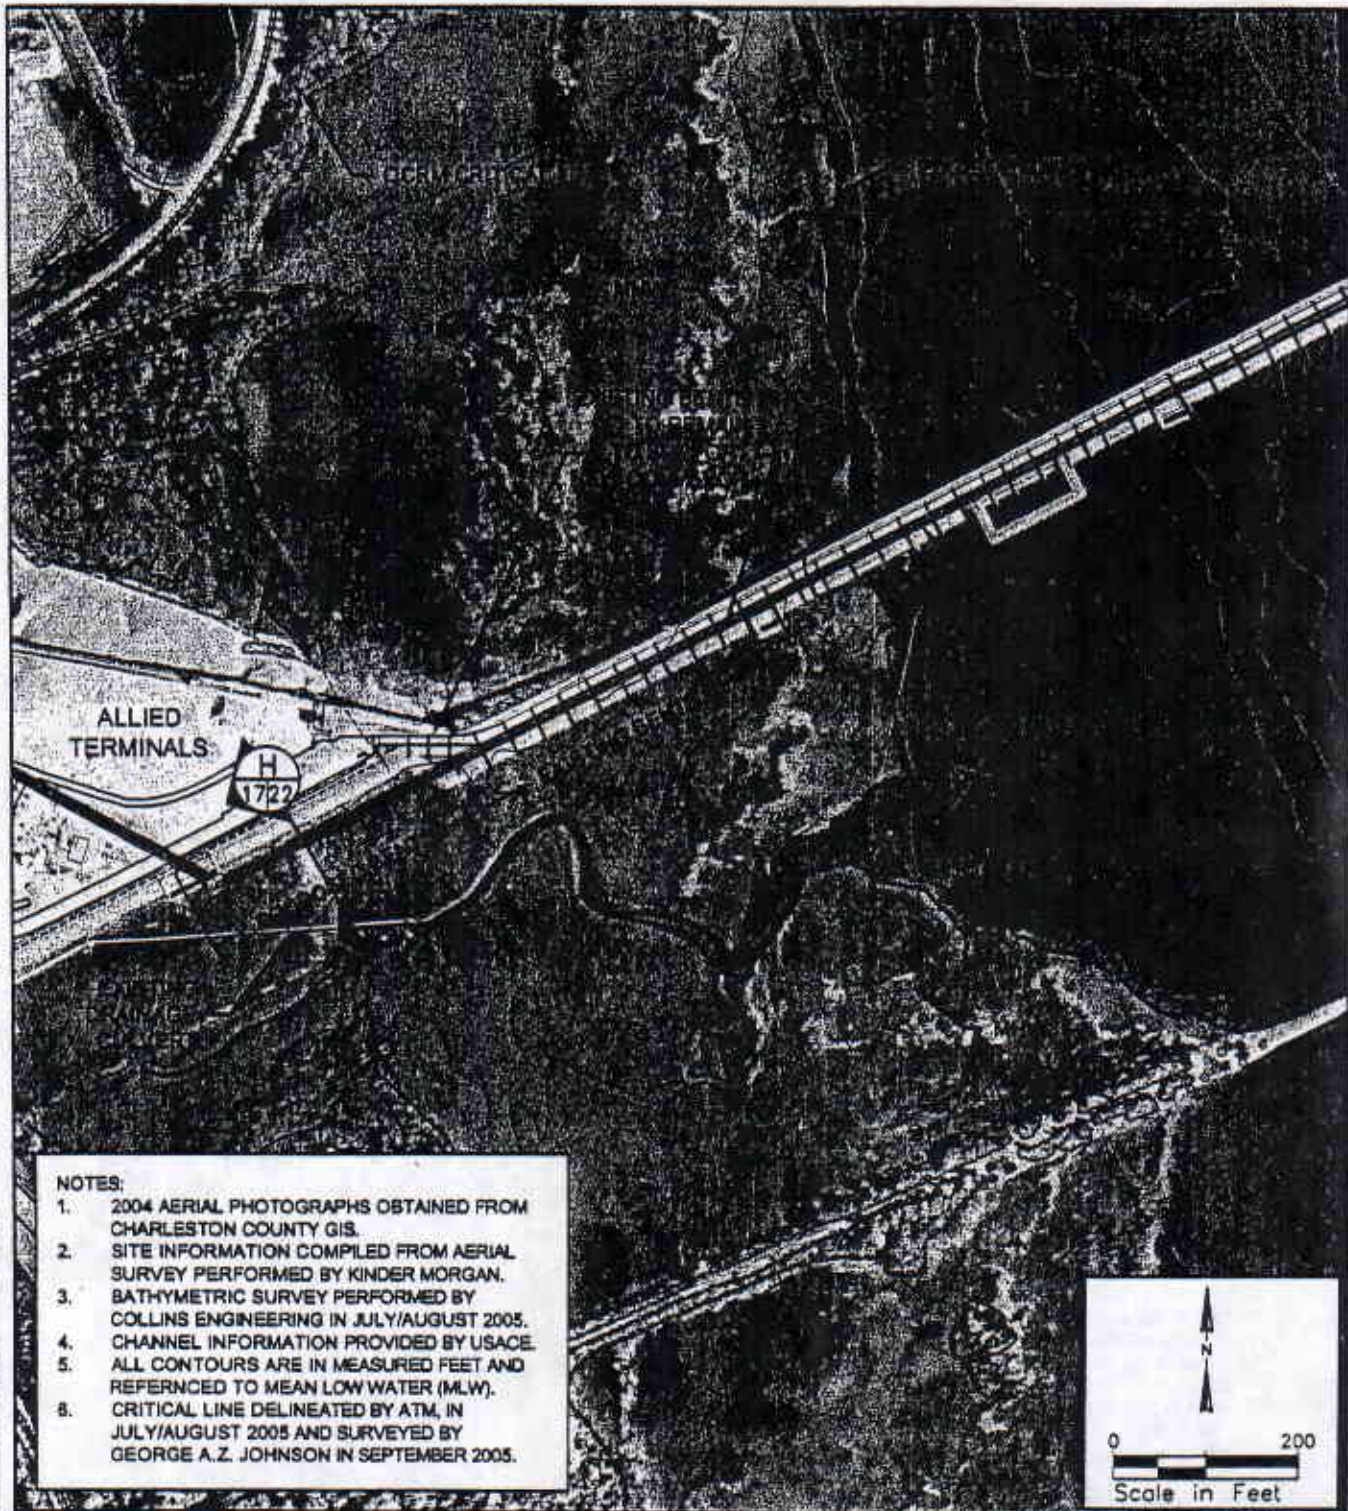 ALLIED
TERMINALS
H
1722
NOTES:
1. 2004 AERIAL PHOTOGRAPHS OBTAINED FROM
CHARLESTON COUNTY GIS.
2. SITE INFORMATION COMPILED FROM AERIAL
SURVEY PERFORMED BY KINDER MORGAN.
3. BATHYMETRIC SURVEY PERFORMED BY
COLLINS ENGINEERING IN JULY/AUGUST 2005.
4. CHANNEL INFORMATION PROVIDED BY USACE.
5. ALL CONTOURS ARE IN MEASURED FEET AND
REFERNCED TO MEAN LOW WATER (MLW).
6. CRITICAL LINE DELINEATED BY ATM, IN
JULY/AUGUST 2005 AND SURVEYED BY
GEORGE A.Z. JOHNSON IN SEPTEMBER 2005.
N
0 200
Scale in Feet